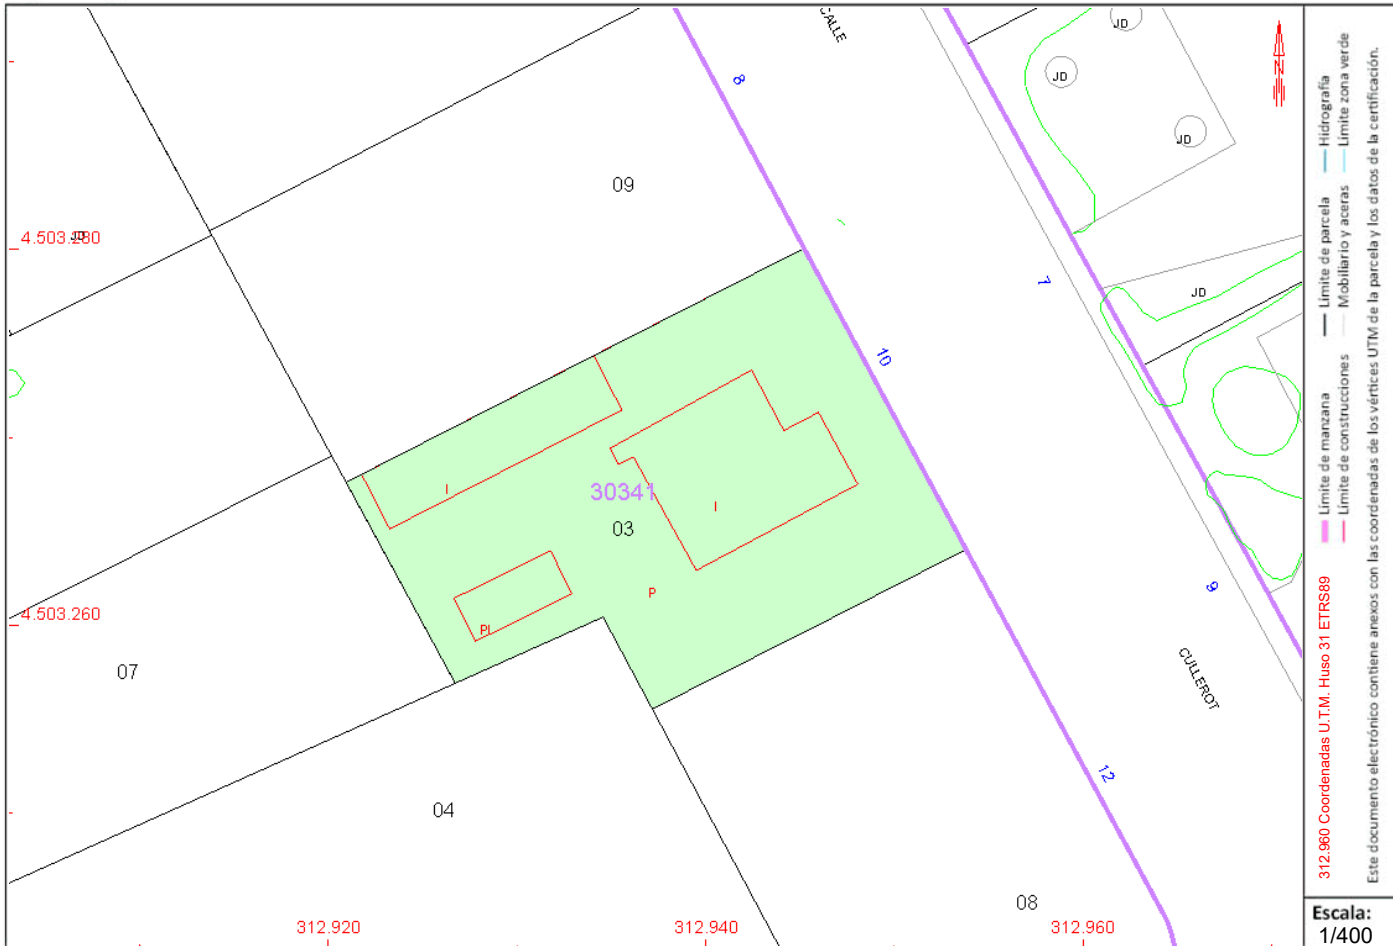 CALLE
8
JD
JD
JD
09
JD
4.503.280
7
JD
10
I
30341
I
03
P
PI
4.503.260
07
9
CULLEROT
12
04
08
312.920
312.940
312.960
N
Hidrografía
Límite zona verde
Límite de parcela
Mobiliario y aceras
Límite de manzana
Límite de construcciones
312.960 Coordenadas U.T.M. Huso 31 ETRS89
Este documento electrónico contiene anexos con las coordenadas de los vértices UTM de la parcela y los datos de la certificación.
Escala:
1/400